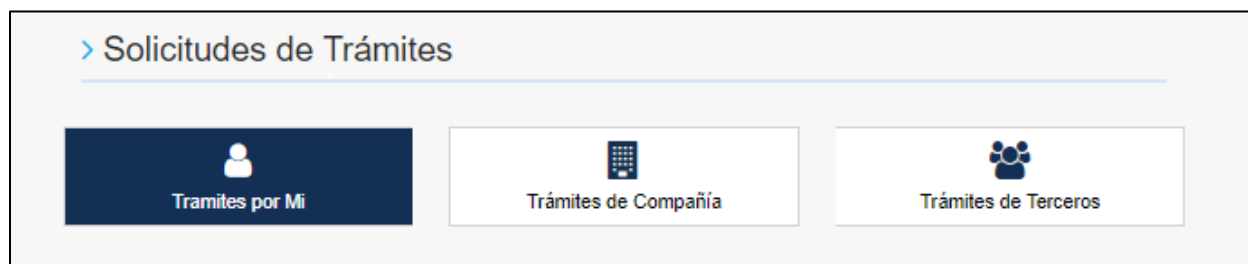 Solicitudes de Trámites
Tramites por Mi
Trámites de Compañía
Trámites de Terceros